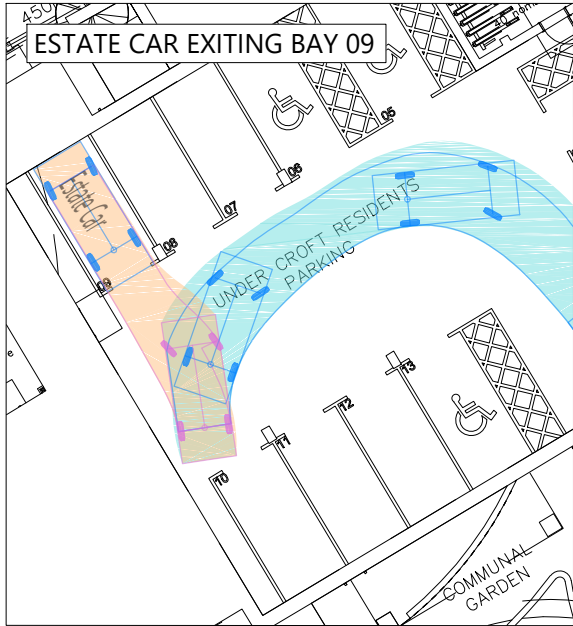 450
ESTATE CAR EXITING BAY 09
05
06
07
08
09
Estate Car
UNDER CROFT RESIDENTS
PARKING
13
12
11
10
COMMUNAL
GARDEN